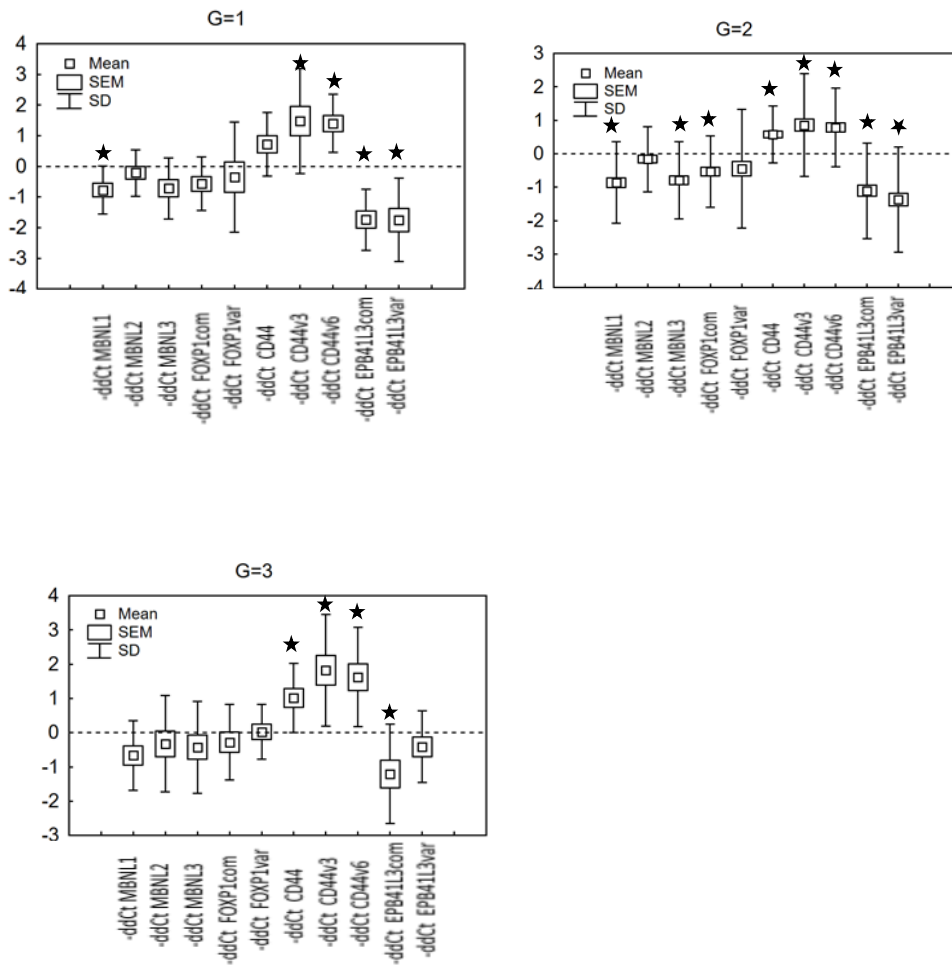 G=1
4
3
2
1
0
-1
-2
-3
-4
Mean
SEM
SD
-ddCt MBNL1
-ddCt MBNL2
-ddCt MBNL3
-ddCt FOXP1com
-ddCt FOXP1var
-ddCt CD44
-ddCt CD44v3
-ddCt CD44v6
-ddCt EPB41L3com
-ddCt EPB41L3var
G=2
3
2
1
0
-1
-2
-3
-4
Mean
SEM
SD
-ddCt MBNL1
-ddCt MBNL2
-ddCt MBNL3
-ddCt FOXP1com
-ddCt FOXP1var
-ddCt CD44
-ddCt CD44v3
-ddCt CD44v6
-ddCt EPB41L3com
-ddCt EPB41L3var
G=3
4
3
2
1
0
-1
-2
-3
Mean
SEM
SD
-ddCt MBNL1
-ddCt MBNL2
-ddCt MBNL3
-ddCt FOXP1com
-ddCt FOXP1var
-ddCt CD44
-ddCt CD44v3
-ddCt CD44v6
-ddCt EPB41L3com
-ddCt EPB41L3var